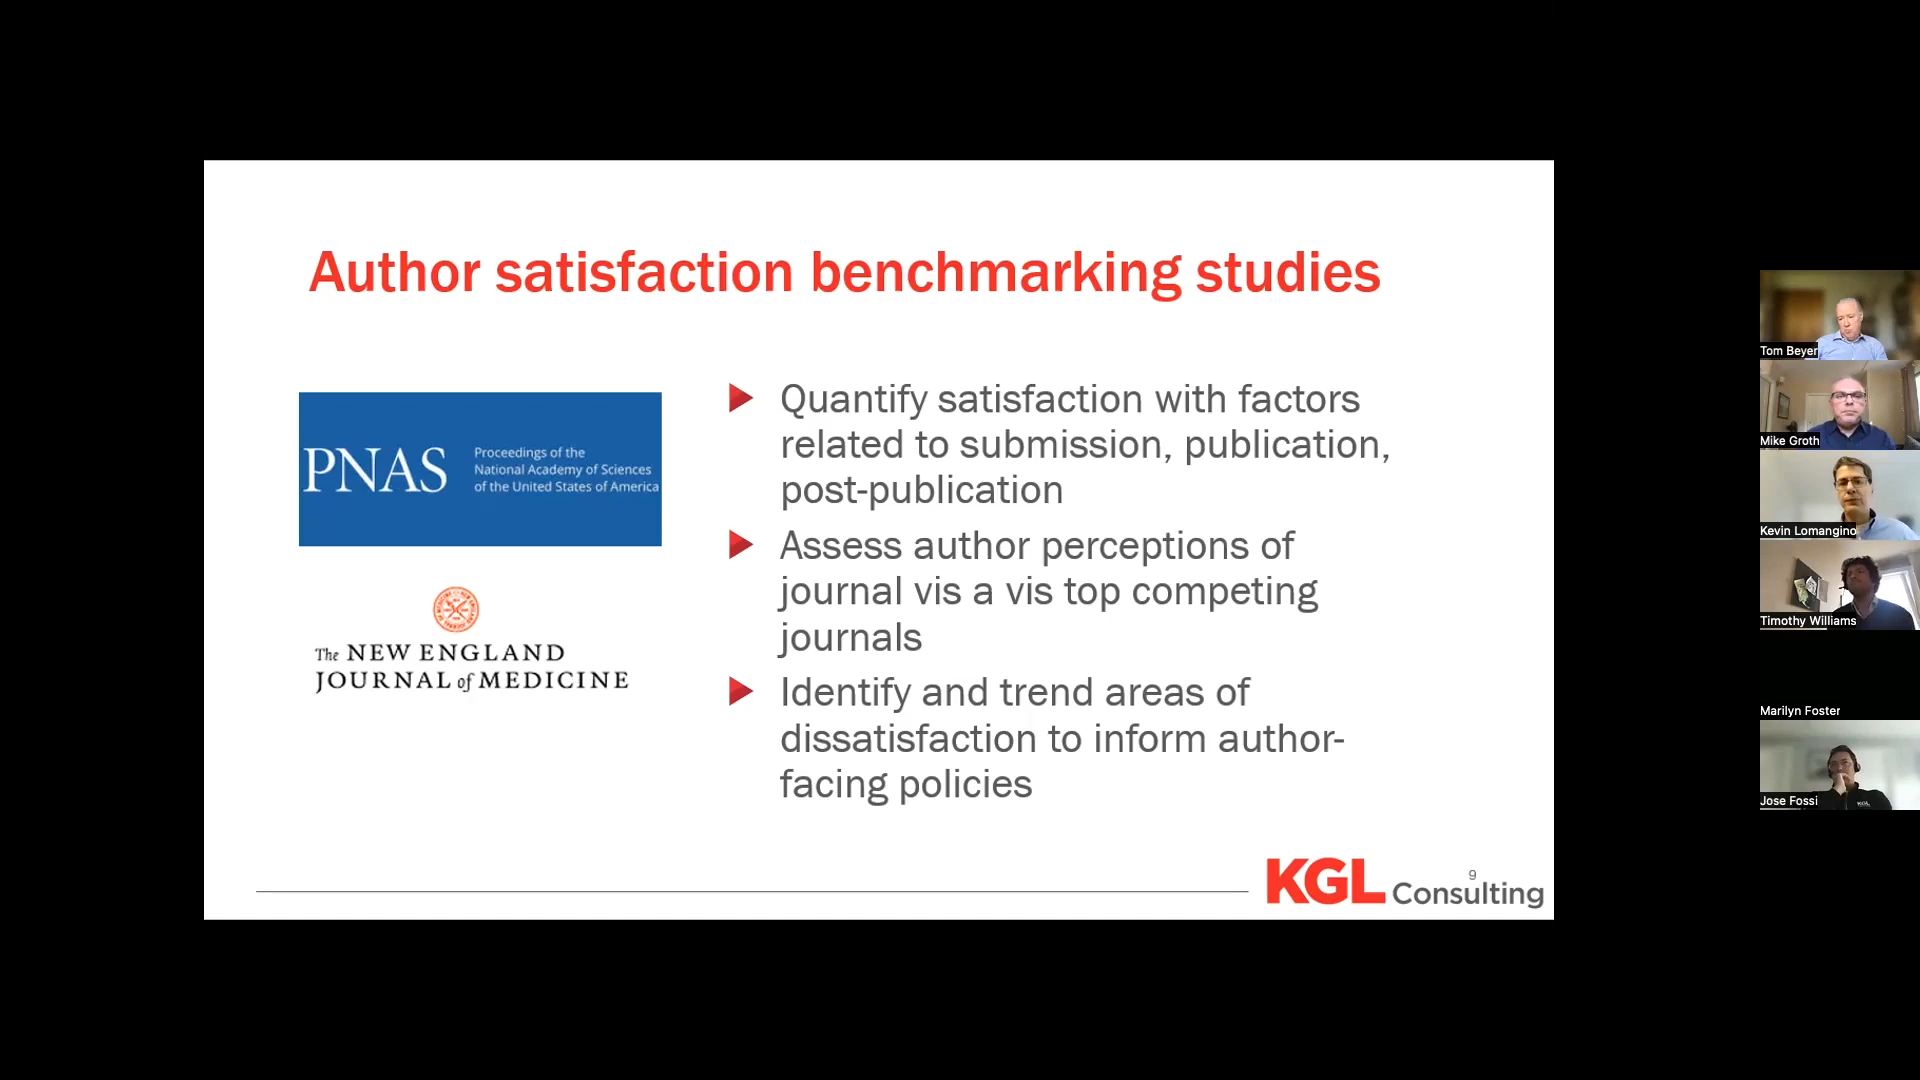 Author satisfaction benchmarking studies
PNAS
Proceedings of the
National Academy of Sciences
of the United States of America
The NEW ENGLAND
JOURNAL of MEDICINE
Quantify satisfaction with factors
related to submission, publication,
post-publication
Assess author perceptions of
journal vis a vis top competing
journals
Identify and trend areas of
dissatisfaction to inform author-
facing policies
9
KGL Consulting
Tom Beyer
Mike Groth
Kevin Lomangino
Timothy Williams
Marilyn Foster
Jose Fossi
KGL